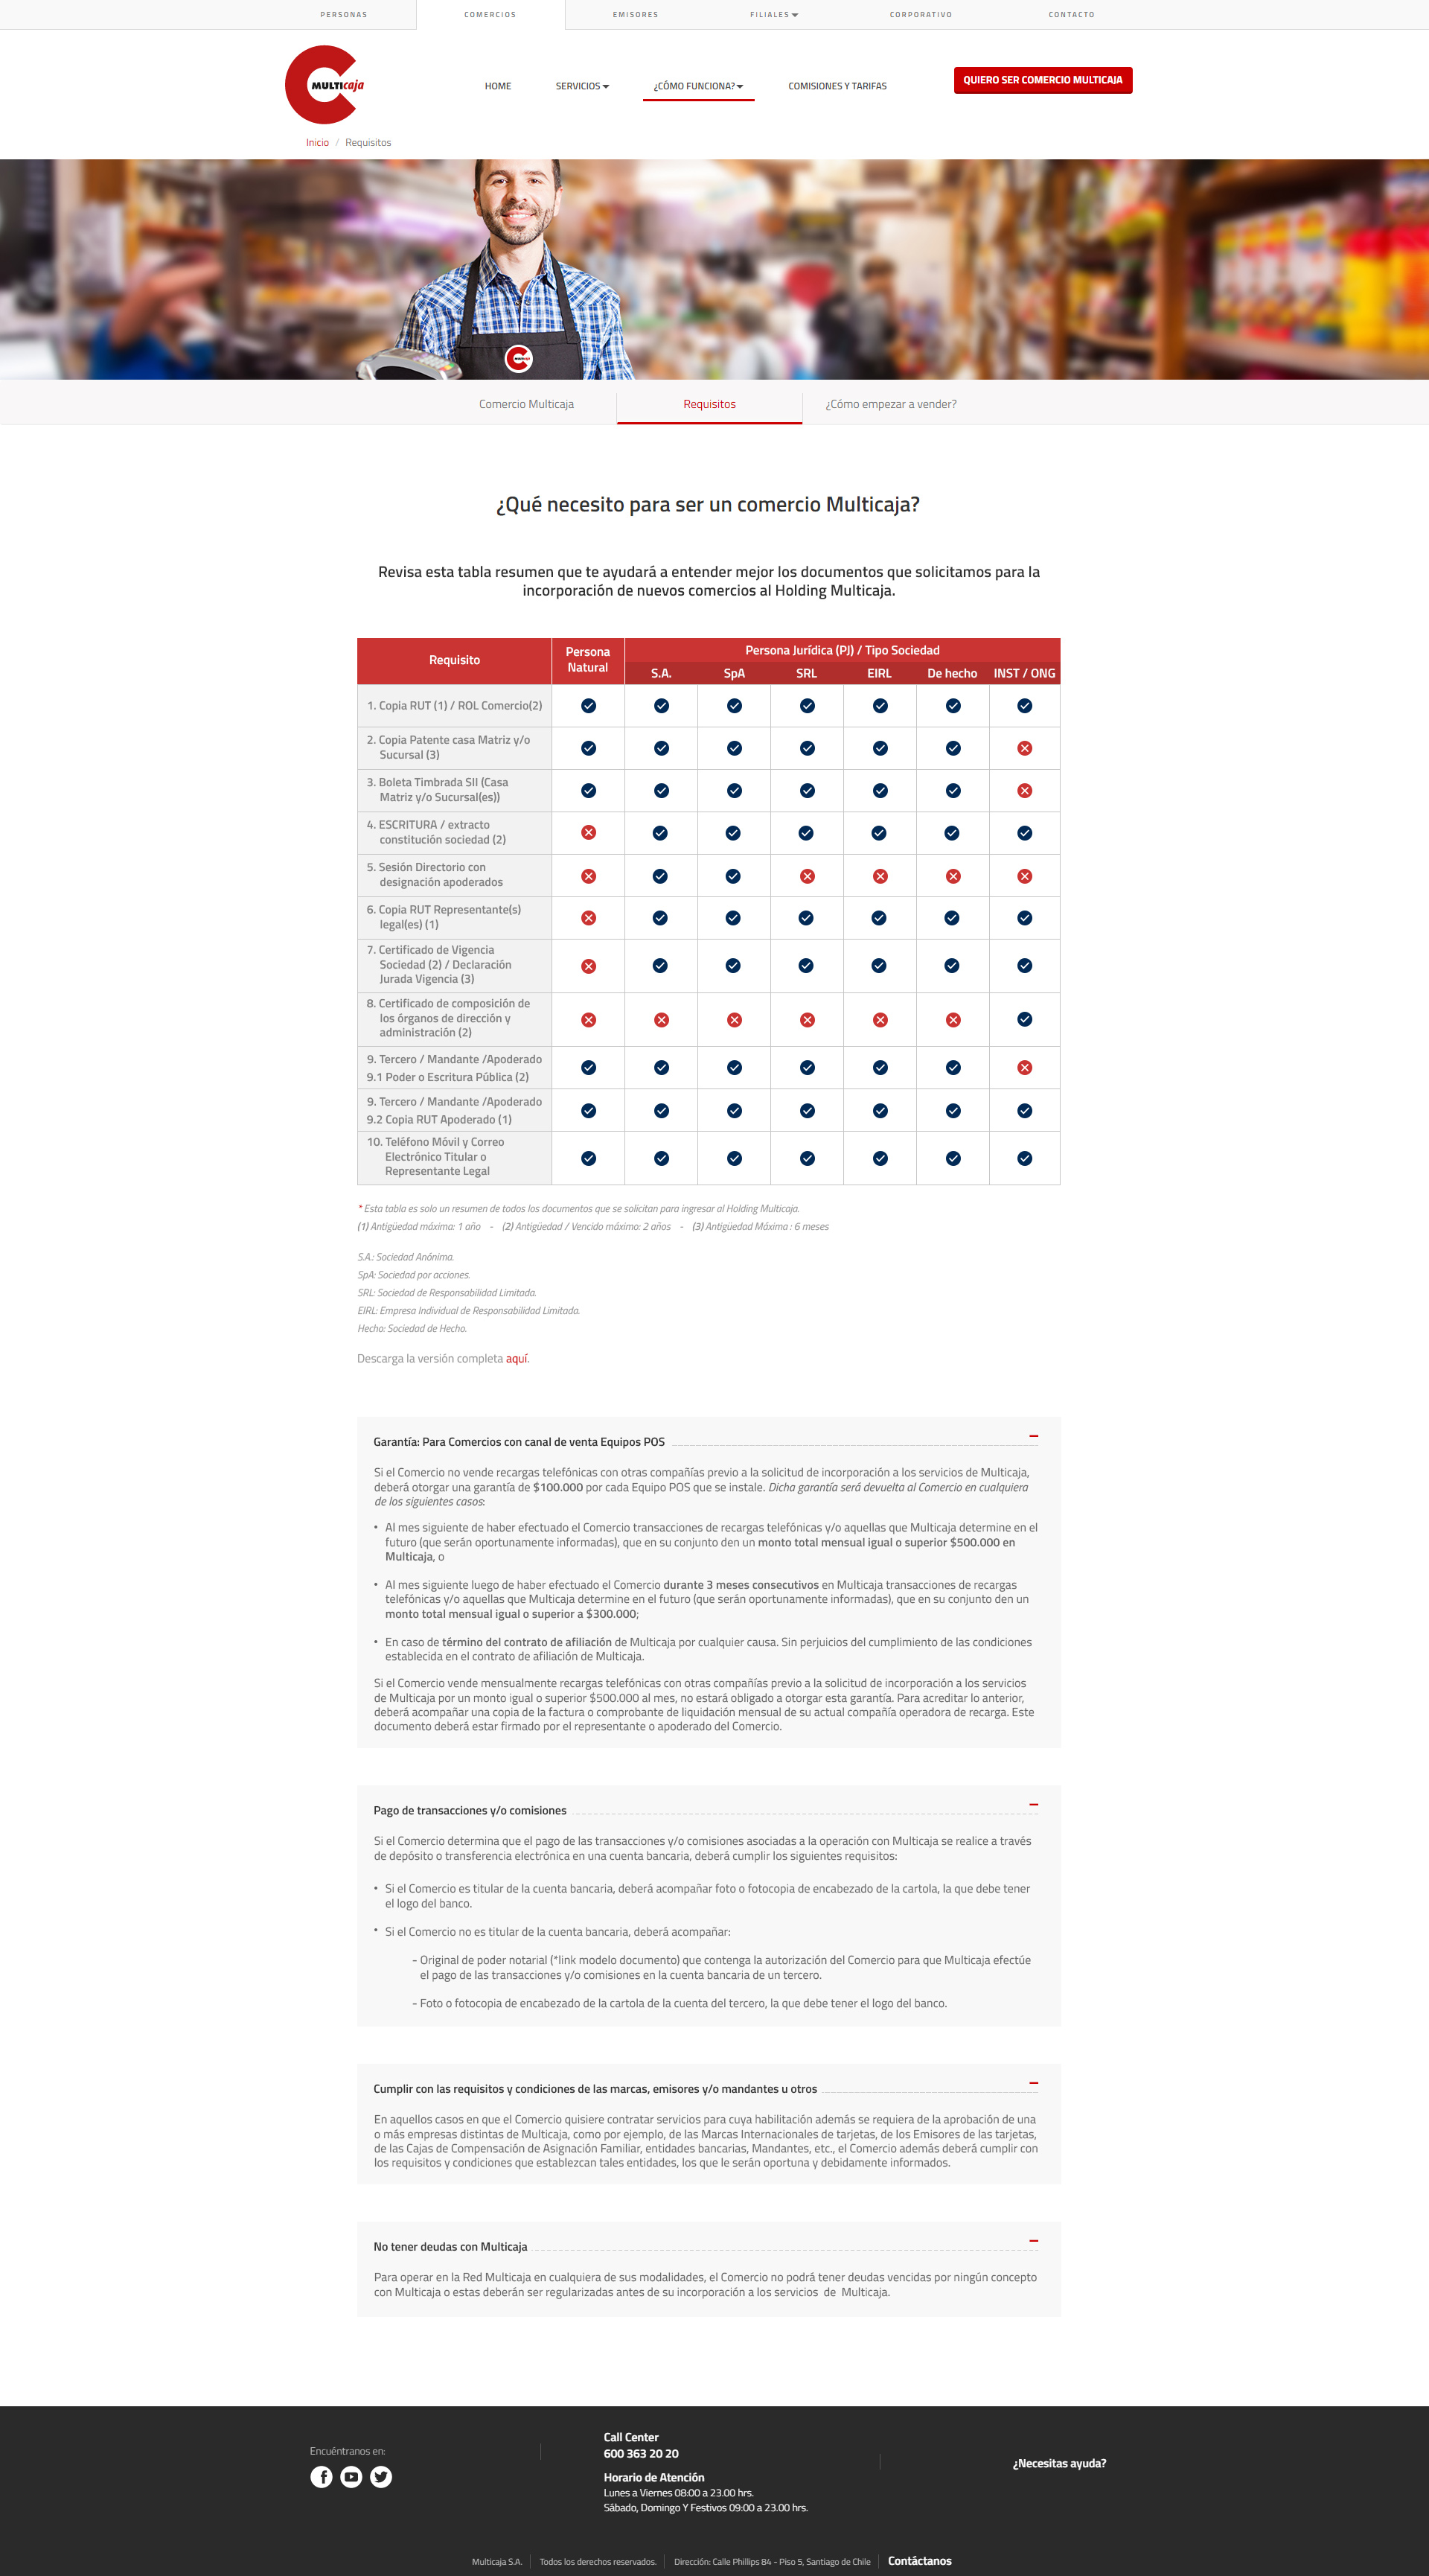 PERSONAS
COMERCIOS
EMISORES
FILIALES
CORPORATIVO
CONTACTO
MULTIcaja
HOME
SERVICIOS
¿CÓMO FUNCIONA?
COMISIONES Y TARIFAS
QUIERO SER COMERCIO MULTICAJA
Inicio / Requisitos
Comercio Multicaja
Requisitos
¿Cómo empezar a vender?
¿Qué necesito para ser un comercio Multicaja?
Revisa esta tabla resumen que te ayudará a entender mejor los documentos que solicitamos para la
incorporación de nuevos comercios al Holding Multicaja.
Requisito
Persona
Natural
Persona Jurídica (PJ) / Tipo Sociedad
S.A.
SpA
SRL
EIRL
De hecho
INST / ONG
1. Copia RUT (1) / ROL Comercio(2)
2. Copia Patente casa Matriz y/o
Sucursal (3)
3. Boleta Timbrada SII (Casa
Matriz y/o Sucursal(es))
4. ESCRITURA / extracto
constitución sociedad (2)
5. Sesión Directorio con
designación apoderados
6. Copia RUT Representante(s)
legal(es) (1)
7. Certificado de Vigencia
Sociedad (2) / Declaración
Jurada Vigencia (3)
8. Certificado de composición de
los órganos de dirección y
administración (2)
9. Tercero / Mandante /Apoderado
9.1 Poder o Escritura Pública (2)
9. Tercero / Mandante /Apoderado
9.2 Copia RUT Apoderado (1)
10. Teléfono Móvil y Correo
Electrónico Titular o
Representante Legal
* Esta tabla es solo un resumen de todos los documentos que se solicitan para ingresar al Holding Multicaja.
(1) Antigüedad máxima: 1 año - (2) Antigüedad / Vencido máximo: 2 años - (3) Antigüedad Máxima : 6 meses
S.A.: Sociedad Anónima.
SpA: Sociedad por acciones.
SRL: Sociedad de Responsabilidad Limitada.
EIRL: Empresa Individual de Responsabilidad Limitada.
Hecho: Sociedad de Hecho.
Descarga la versión completa aquí.
Garantía: Para Comercios con canal de venta Equipos POS
Si el Comercio no vende recargas telefónicas con otras compañías previo a la solicitud de incorporación a los servicios de Multicaja,
deberá otorgar una garantía de $100.000 por cada Equipo POS que se instale. Dicha garantía será devuelta al Comercio en cualquiera
de los siguientes casos:
• Al mes siguiente de haber efectuado el Comercio transacciones de recargas telefónicas y/o aquellas que Multicaja determine en el
futuro (que serán oportunamente informadas), que en su conjunto den un monto total mensual igual o superior $500.000 en
Multicaja, o
• Al mes siguiente luego de haber efectuado el Comercio durante 3 meses consecutivos en Multicaja transacciones de recargas
telefónicas y/o aquellas que Multicaja determine en el futuro (que serán oportunamente informadas), que en su conjunto den un
monto total mensual igual o superior a $300.000;
• En caso de término del contrato de afiliación de Multicaja por cualquier causa. Sin perjuicios del cumplimiento de las condiciones
establecida en el contrato de afiliación de Multicaja.
Si el Comercio vende mensualmente recargas telefónicas con otras compañías previo a la solicitud de incorporación a los servicios
de Multicaja por un monto igual o superior $500.000 al mes, no estará obligado a otorgar esta garantía. Para acreditar lo anterior,
deberá acompañar una copia de la factura o comprobante de liquidación mensual de su actual compañía operadora de recarga. Este
documento deberá estar firmado por el representante o apoderado del Comercio.
Pago de transacciones y/o comisiones
Si el Comercio determina que el pago de las transacciones y/o comisiones asociadas a la operación con Multicaja se realice a través
de depósito o transferencia electrónica en una cuenta bancaria, deberá cumplir los siguientes requisitos:
• Si el Comercio es titular de la cuenta bancaria, deberá acompañar foto o fotocopia de encabezado de la cartola, la que debe tener
el logo del banco.
• Si el Comercio no es titular de la cuenta bancaria, deberá acompañar:
- Original de poder notarial (*link modelo documento) que contenga la autorización del Comercio para que Multicaja efectúe
el pago de las transacciones y/o comisiones en la cuenta bancaria de un tercero.
- Foto o fotocopia de encabezado de la cartola de la cuenta del tercero, la que debe tener el logo del banco.
Cumplir con las requisitos y condiciones de las marcas, emisores y/o mandantes u otros
En aquellos casos en que el Comercio quisiere contratar servicios para cuya habilitación además se requiera de la aprobación de una
o más empresas distintas de Multicaja, como por ejemplo, de las Marcas Internacionales de tarjetas, de los Emisores de las tarjetas,
de las Cajas de Compensación de Asignación Familiar, entidades bancarias, Mandantes, etc., el Comercio además deberá cumplir con
los requisitos y condiciones que establezcan tales entidades, los que le serán oportuna y debidamente informados.
No tener deudas con Multicaja
Para operar en la Red Multicaja en cualquiera de sus modalidades, el Comercio no podrá tener deudas vencidas por ningún concepto
con Multicaja o estas deberán ser regularizadas antes de su incorporación a los servicios de Multicaja.
Encuéntranos en:
Call Center
600 363 20 20
Horario de Atención
Lunes a Viernes 08:00 a 23.00 hrs.
Sábado, Domingo Y Festivos 09:00 a 23.00 hrs.
¿Necesitas ayuda?
Multicaja S.A.
Todos los derechos reservados.
Dirección: Calle Phillips 84 - Piso 5, Santiago de Chile
Contáctanos